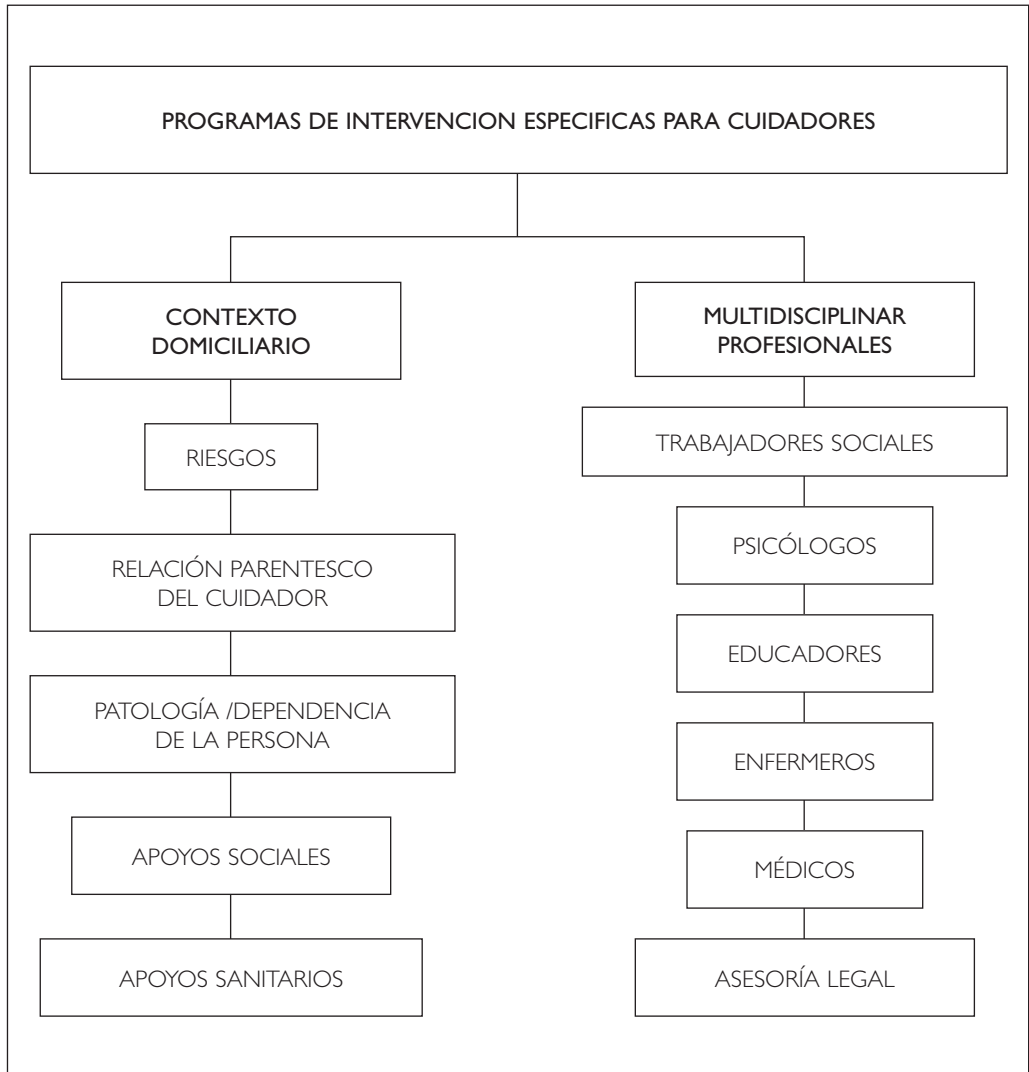 PROGRAMAS DE INTERVENCION ESPECIFICAS PARA CUIDADORES
CONTEXTO
DOMICILIARIO
RIESGOS
RELACIÓN PARENTESCO
DEL CUIDADOR
PATOLOGÍA /DEPENDENCIA
DE LA PERSONA
APOYOS SOCIALES
APOYOS SANITARIOS
MULTIDISCIPLINAR
PROFESIONALES
TRABAJADORES SOCIALES
PSICÓLOGOS
EDUCADORES
ENFERMEROS
MÉDICOS
ASESORÍA LEGAL